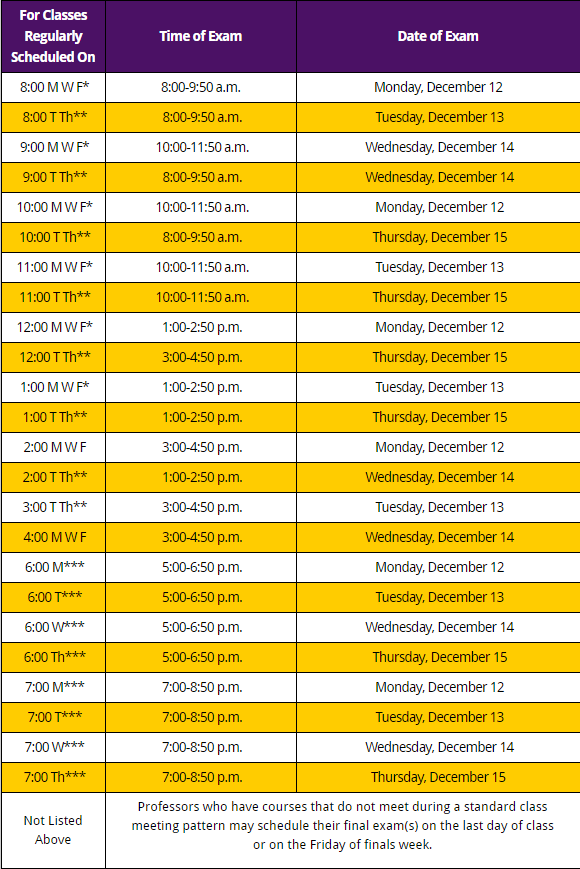 For Classes
Regularly
Scheduled On
Time of Exam
Date of Exam
8:00 M W F* 8:00-9:50 a.m. Monday, December 12
8:00 T Th** 8:00-9:50 a.m. Tuesday, December 13
9:00 M W F* 10:00-11:50 a.m. Wednesday, December 14
9:00 T Th** 8:00-9:50 a.m. Wednesday, December 14
10:00 M W F* 10:00-11:50 a.m. Monday, December 12
10:00 T Th** 8:00-9:50 a.m. Thursday, December 15
11:00 M W F* 10:00-11:50 a.m. Tuesday, December 13
11:00 T Th** 10:00-11:50 a.m. Thursday, December 15
12:00 M W F* 1:00-2:50 p.m. Monday, December 12
12:00 T Th** 3:00-4:50 p.m. Thursday, December 15
1:00 M W F* 1:00-2:50 p.m. Tuesday, December 13
1:00 T Th** 1:00-2:50 p.m. Thursday, December 15
2:00 M W F 3:00-4:50 p.m. Monday, December 12
2:00 T Th** 1:00-2:50 p.m. Wednesday, December 14
3:00 T Th** 3:00-4:50 p.m. Tuesday, December 13
4:00 M W F 3:00-4:50 p.m. Wednesday, December 14
6:00 M*** 5:00-6:50 p.m. Monday, December 12
6:00 T*** 5:00-6:50 p.m. Tuesday, December 13
6:00 W*** 5:00-6:50 p.m. Wednesday, December 14
6:00 Th*** 5:00-6:50 p.m. Thursday, December 15
7:00 M*** 7:00-8:50 p.m. Monday, December 12
7:00 T*** 7:00-8:50 p.m. Tuesday, December 13
7:00 W*** 7:00-8:50 p.m. Wednesday, December 14
7:00 Th*** 7:00-8:50 p.m. Thursday, December 15
Not Listed
Above
Professors who have courses that do not meet during a standard class
meeting pattern may schedule their final exam(s) on the last day of class
or on the Friday of finals week.